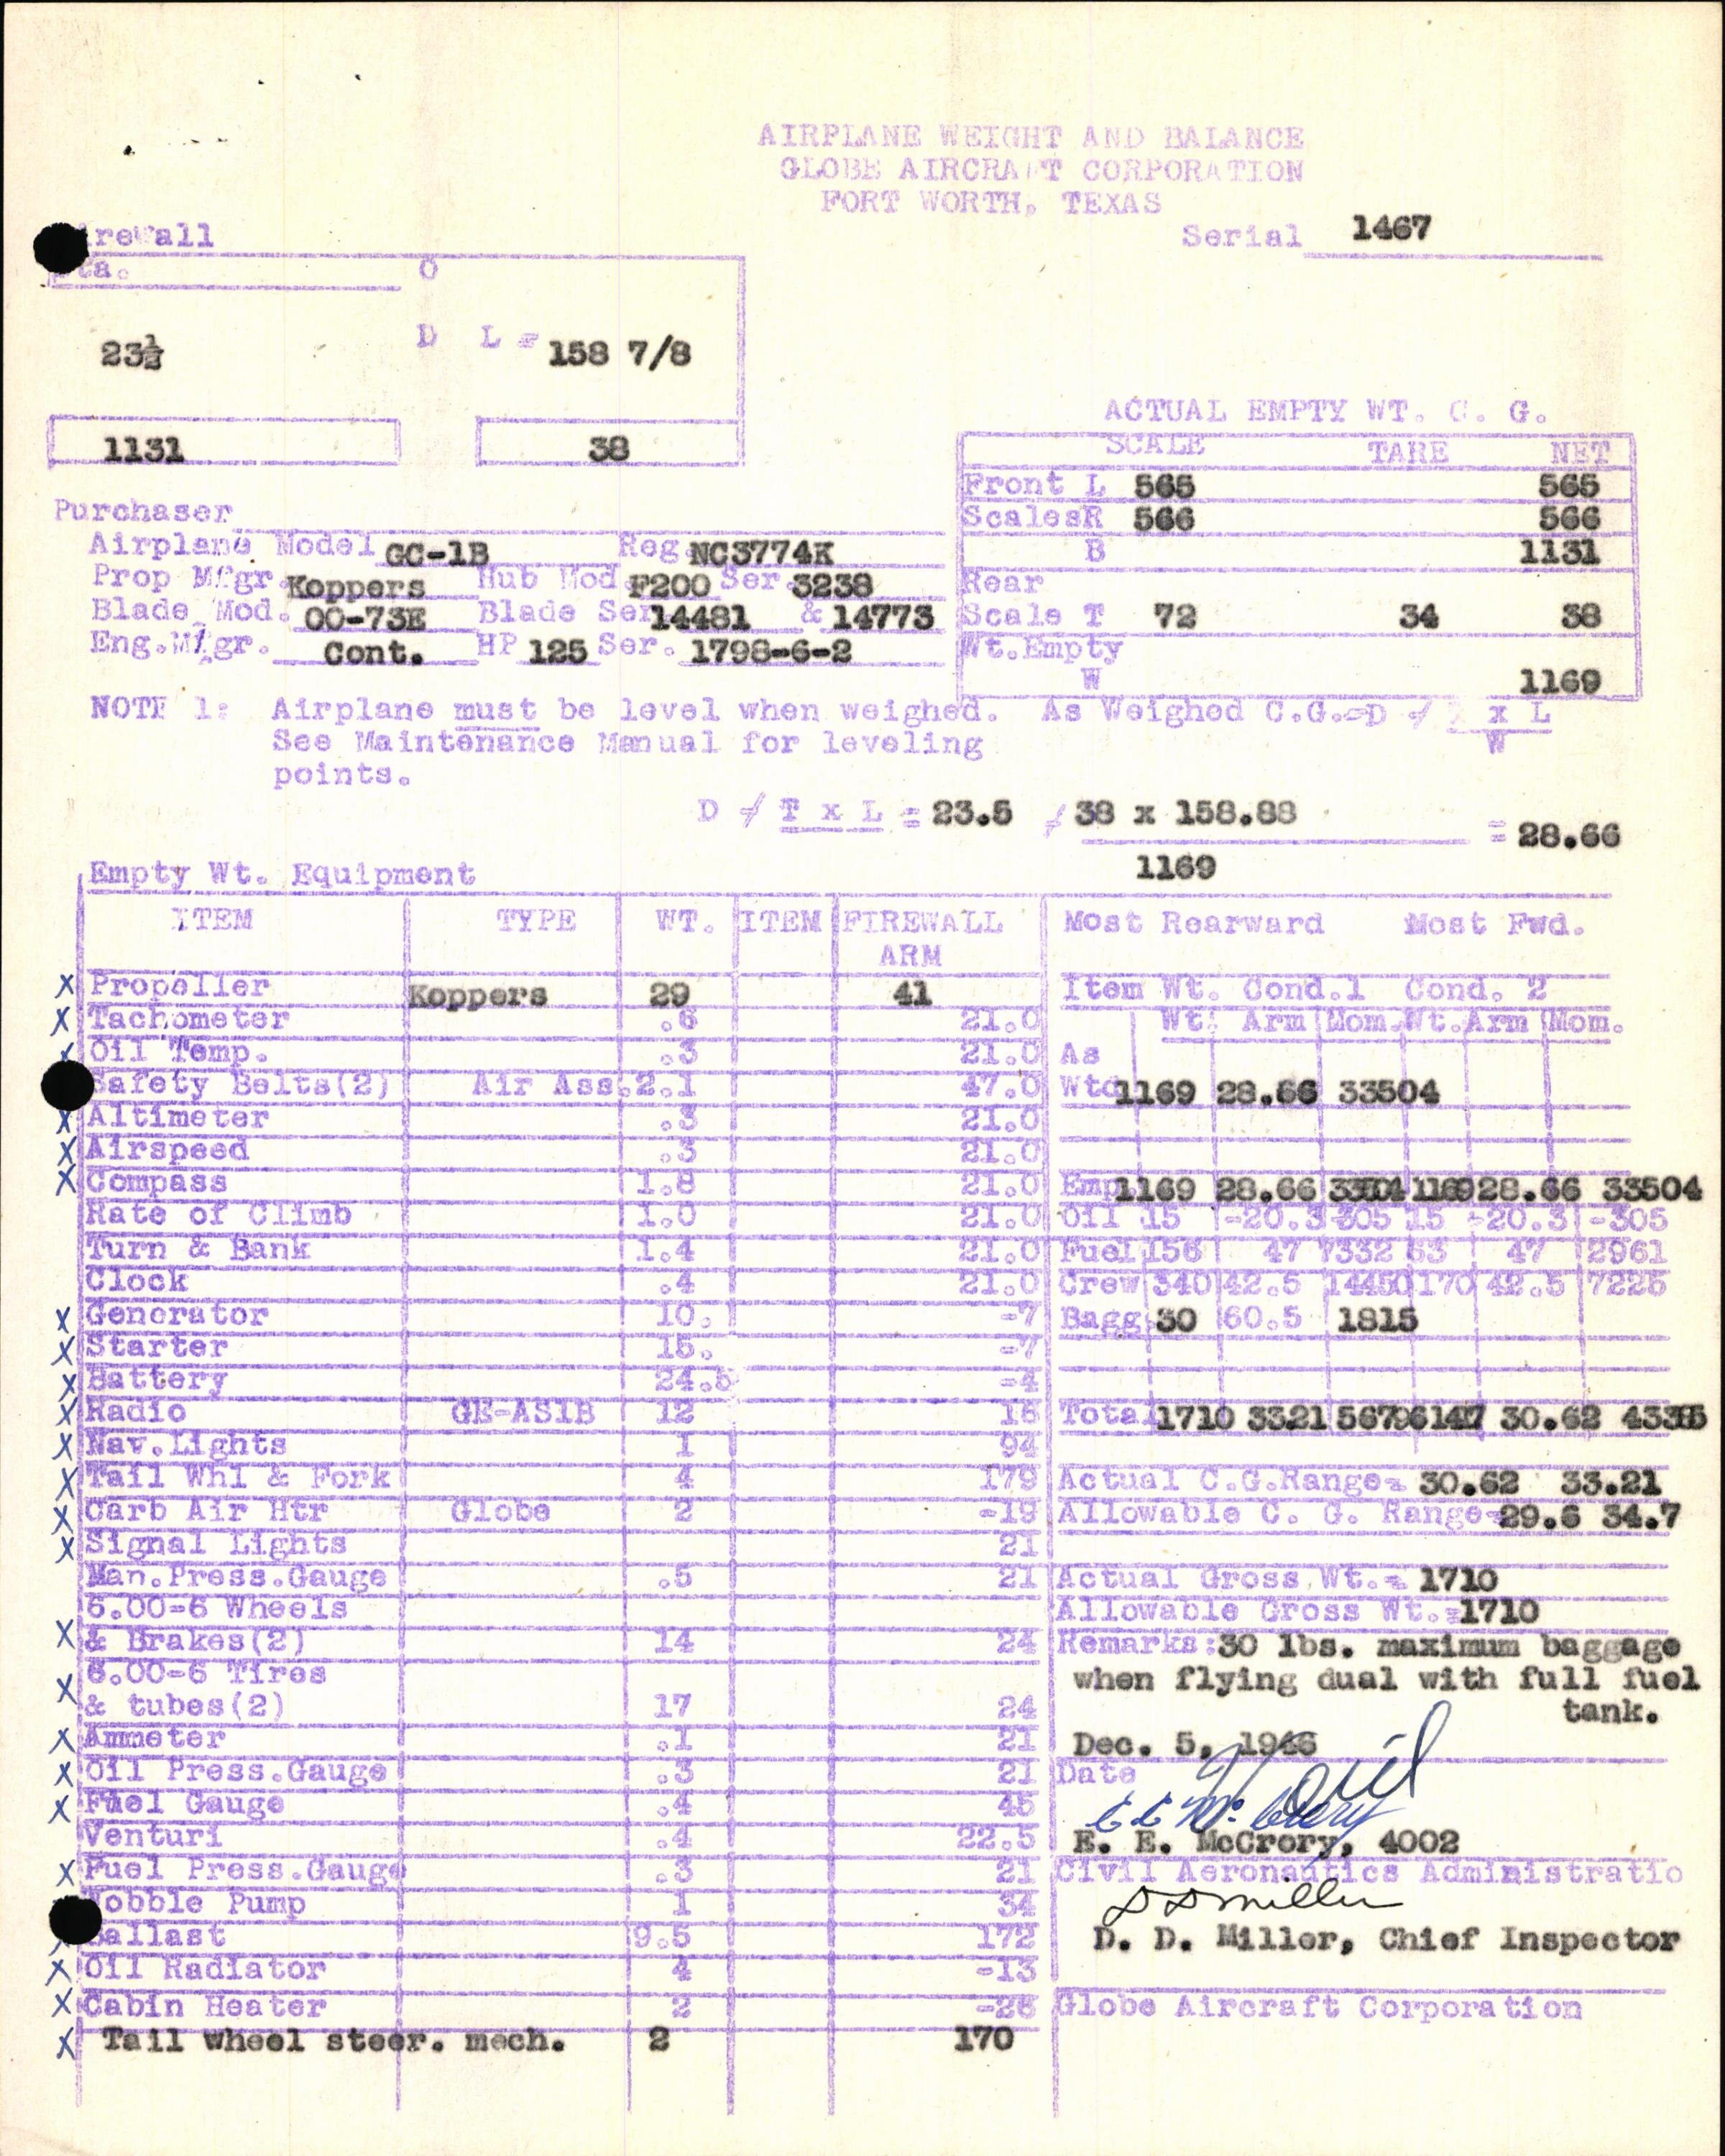 AIRPLANE WEIGHT AND BALANCE
GLOBE AIRCRAFT CORPORATION
FORT WORTH, TEXAS
Serial 1467
Firewall
Sta. O
23½ D L = 158 7/8
1131 38
ACTUAL EMPTY WT. C. G.
SCALE TARE NET
Front L 565 565
Scales R 566 566
B 1131
Rear
Scale T 72 34 38
Wt.Empty
W 1169
Purchaser
Airplane Model GC-1B Reg. NC3774K
Prop Mfgr. Koppers Hub Mod. F200 Ser. 3238
Blade Mod. 00-73E Blade Ser 14481 & 14773
Eng.Mfgr. Cont. HP 125 Ser. 1798-6-2
NOTE 1: Airplane must be level when weighed. As Weighed C.G.=D / x L
See Maintenance Manual for leveling W
points.
D / T x L = 23.5 / 38 x 158.88 = 28.66
1169
Empty Wt. Equipment
ITEM TYPE WT. ITEM FIREWALL ARM
X Propeller Koppers 29 41
X Tachometer .6 21.0
X Oil Temp. .3 21.0
Safety Belts(2) Air Ass. 2.1 47.0
X Altimeter .3 21.0
X Airspeed .3 21.0
X Compass 1.8 21.0
Rate of Climb 1.0 21.0
Turn & Bank 1.4 21.0
Clock .4 21.0
X Generator 10. -7
X Starter 15. -7
X Battery 24.5 -4
X Radio GE-AS1B 12 16
X Nav.Lights 1 94
X Tail Whl & Fork 4 179
X Carb Air Htr Globe 2 -19
X Signal Lights 21
Man.Press.Gauge .5 21
6.00-6 Wheels
X & Brakes(2) 14 24
6.00-6 Tires
X & tubes(2) 17 24
X Ammeter .1 21
X Oil Press.Gauge .3 21
X Fuel Gauge .4 45
Venturi .4 22.5
X Fuel Press.Gauge .3 21
Wobble Pump 1 34
X Ballast 9.5 172
X Oil Radiator 4 -13
X Cabin Heater 2 -26
X Tail wheel steer. mech. 2 170
Most Rearward Most Fwd.
Item Wt. Cond.1 Cond. 2
Wt. Arm Mom. Wt. Arm Mom.
As
Wtd 1169 28.66 33504
Emp 1169 28.66 33504 1169 28.66 33504
Oil 15 -20.3 -305 15 -20.3 -305
Fuel 156 47 7332 63 47 2961
Crew 340 42.5 14450 170 42.5 7225
Bagg 30 60.5 1815
Total 1710 3321 56796 1417 30.62
Actual C.G.Range= 30.62 33.21
Allowable C. G. Range= 29.6 34.7
Actual Gross Wt.= 1710
Allowable Gross Wt.= 1710
Remarks: 30 lbs. maximum baggage
when flying dual with full fuel
tank.
Dec. 5, 1946
Date
E E McCrory
E. E. McCrory, 4002
Civil Aeronautics Administratio
D D Miller
D. D. Miller, Chief Inspector
Globe Aircraft Corporation